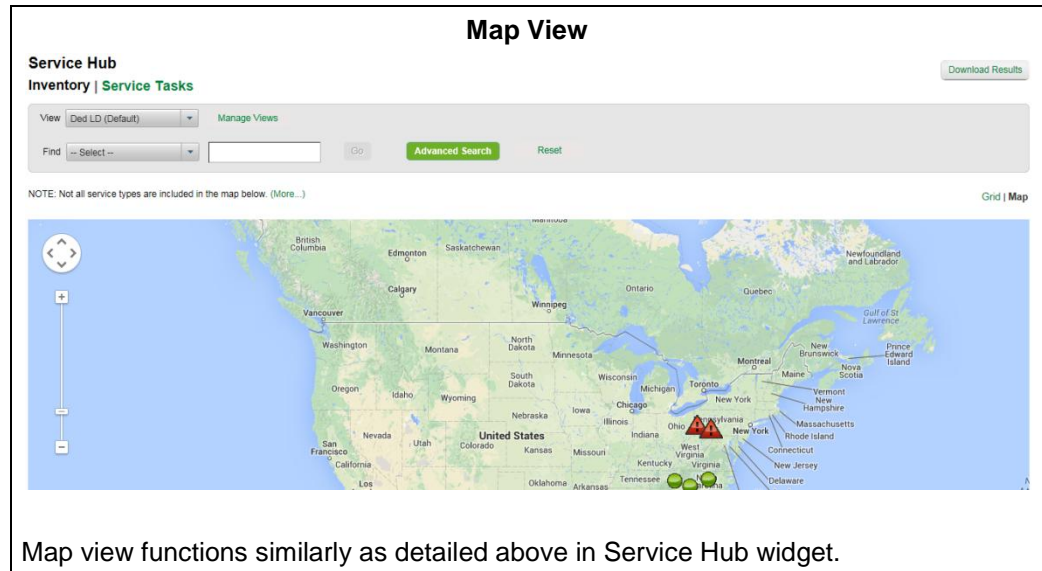 Map View
Service Hub
Download Results
Inventory | Service Tasks
View Ded LD (Default) Manage Views
Find -- Select -- Go Advanced Search Reset
NOTE: Not all service types are included in the map below. (More...)
Grid | Map
British
Columbia
Edmonton
Saskatchewan
Newfoundland
and Labrador
Calgary
Ontario
Quebec
Winnipeg
Gulf of St
Lawrence
Vancouver
Washington
Montana
North
Dakota
Minnesota
Montreal
New
Brunswick
Prince
Edward
Island
Nova
Scotia
Maine
South
Dakota
Wisconsin
Michigan
Toronto
Vermont
New
Hampshire
Oregon
Idaho
Wyoming
Chicago
New York
Nebraska
Iowa
Illinois
Indiana
Ohio
New York
Massachusetts
Rhode Island
Connecticut
New Jersey
Delaware
San
Francisco
Nevada
Utah
Colorado
United States
Kansas
Missouri
West
Virginia
Kentucky
Virginia
California
Los
Oklahoma
Arkansas
Tennessee
Map view functions similarly as detailed above in Service Hub widget.